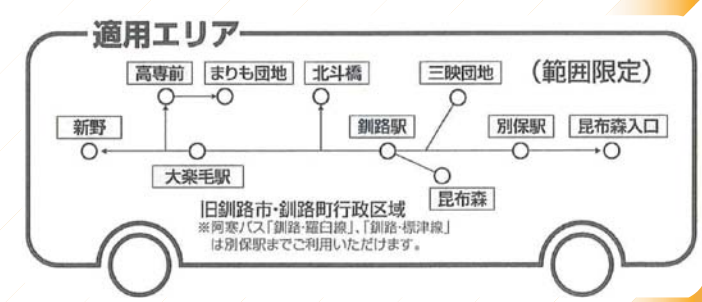 適用エリア
高専前 まりも団地 北斗橋 三映団地 (範囲限定)
新野 釧路駅 別保駅 昆布森入口
大楽毛駅 昆布森
旧釧路市・釧路町行政区域
※阿寒バス「釧路・羅臼線」、「釧路・標津線」
は別保駅までご利用いただけます。